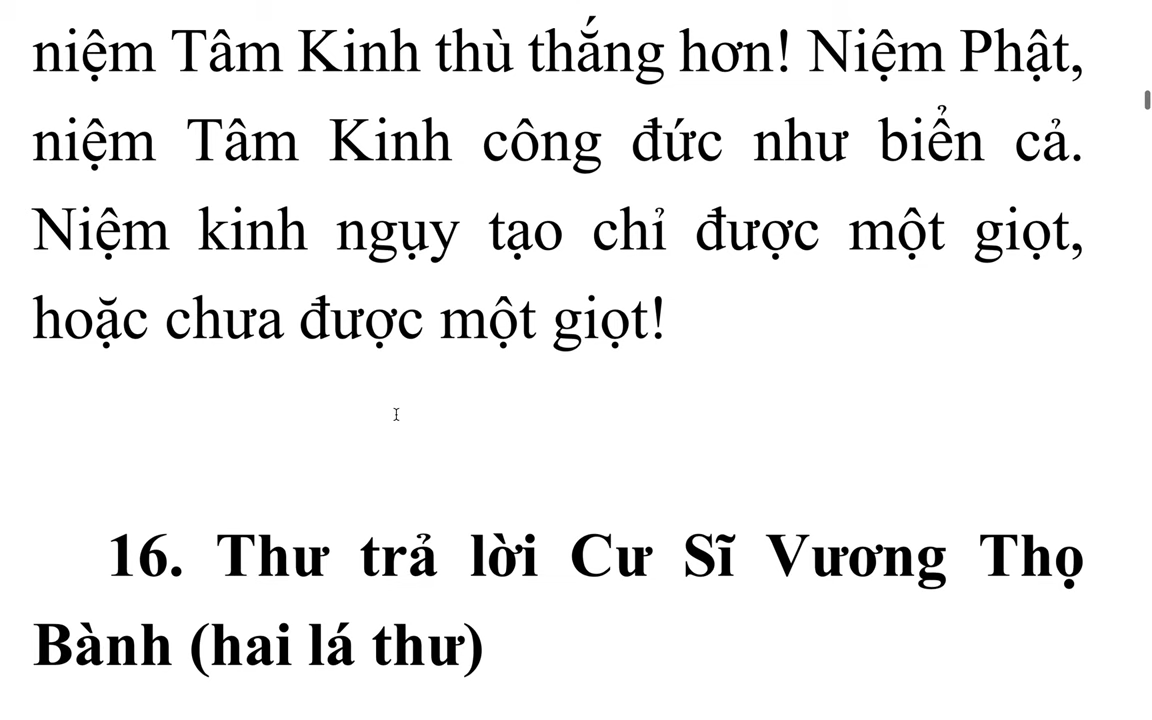 niệm Tâm Kinh thù thắng hơn! Niệm Phật,
niệm Tâm Kinh công đức như biển cả.
Niệm kinh ngụy tạo chỉ được một giọt,
hoặc chưa được một giọt!
16. Thư trả lời Cư Sĩ Vương Thọ
Bành (hai lá thư)